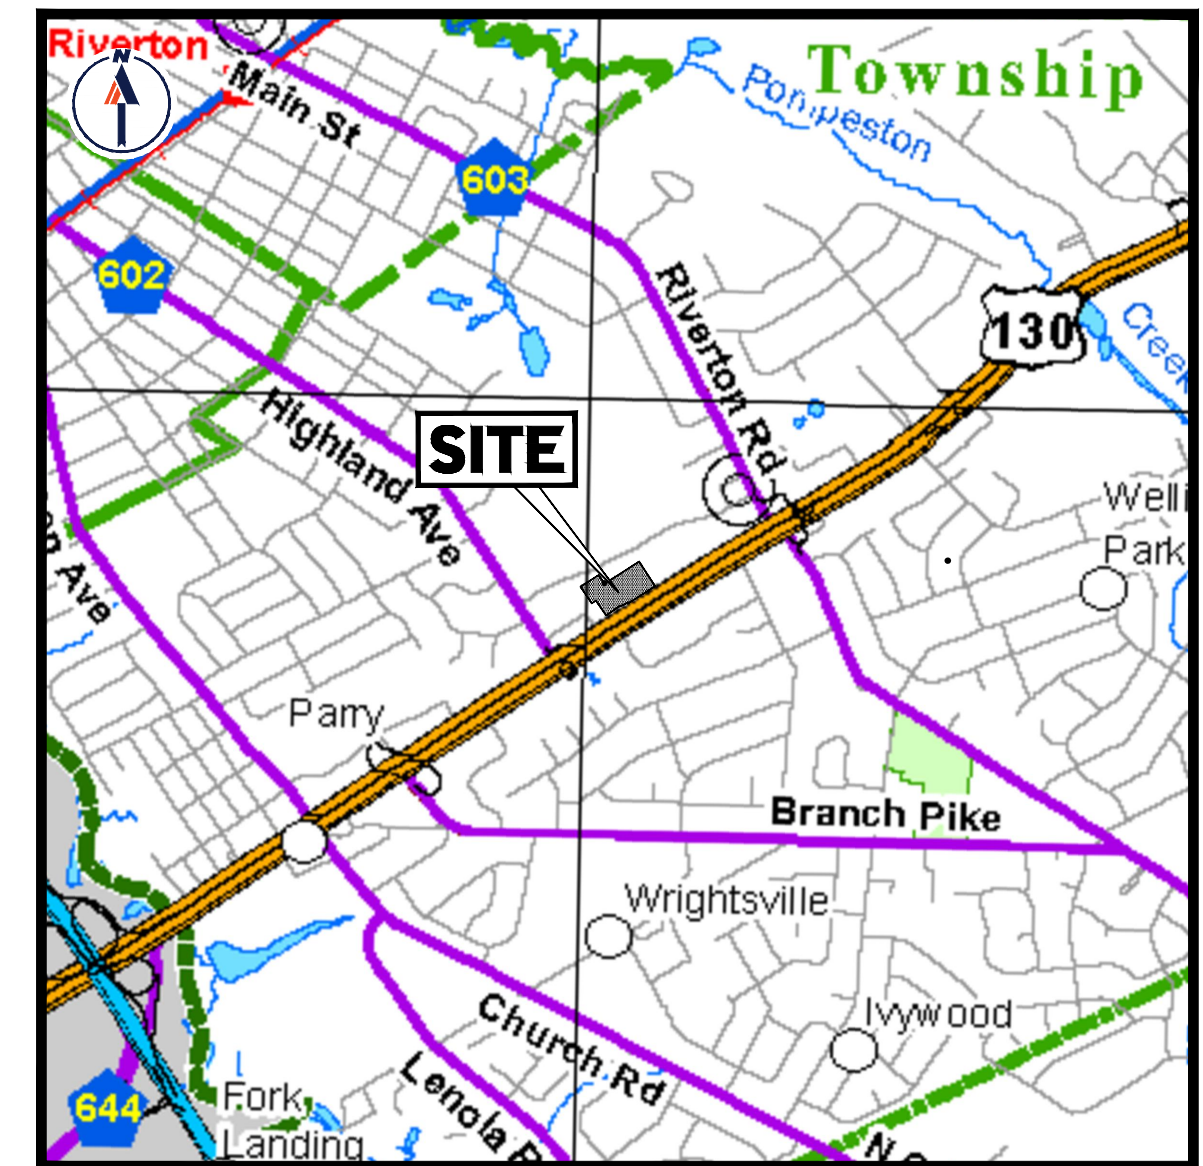 Riverton
N
Township
Main St
Pompeston
603
602
Riverton Rd
130
Creek
Highland Ave
SITE
Ave
Park
Parry
Branch Pike
Wrightsville
Ivywood
Church Rd
Lenola
644
Fork
Landing